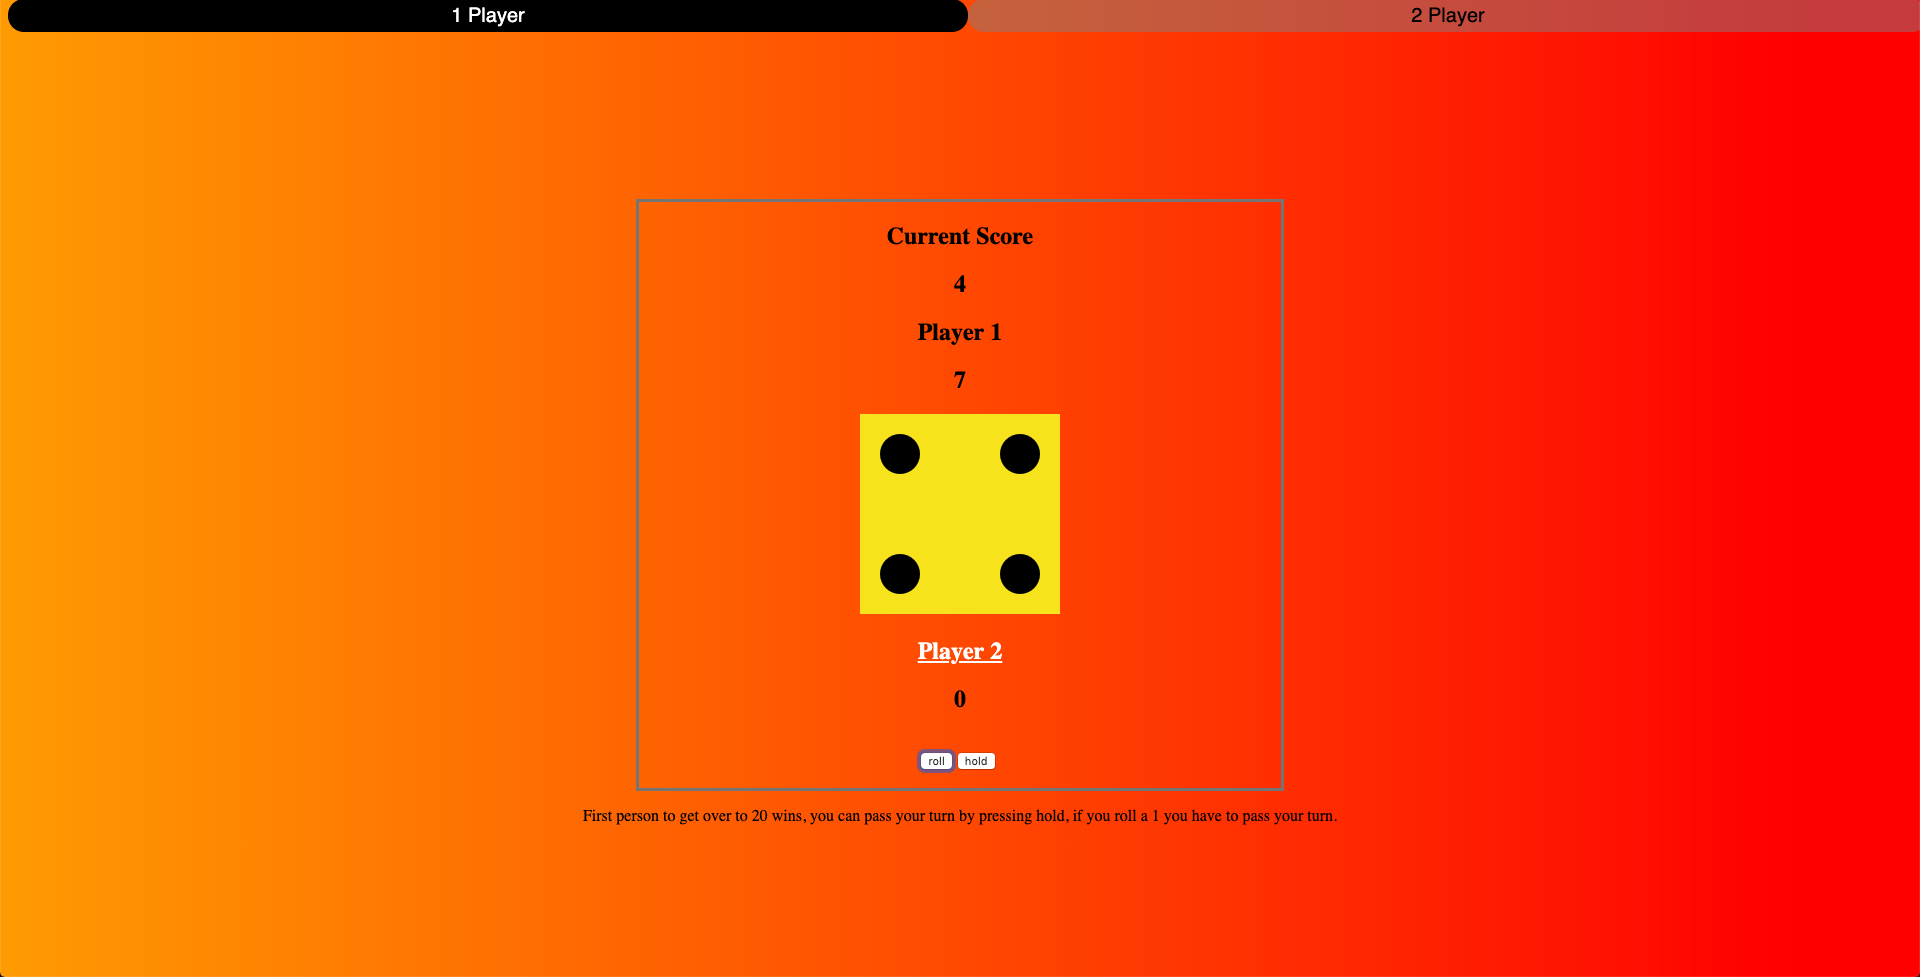 1 Player
2 Player
Current Score
4
Player 1
7
Player 2
0
roll hold
First person to get over to 20 wins, you can pass your turn by pressing hold, if you roll a 1 you have to pass your turn.